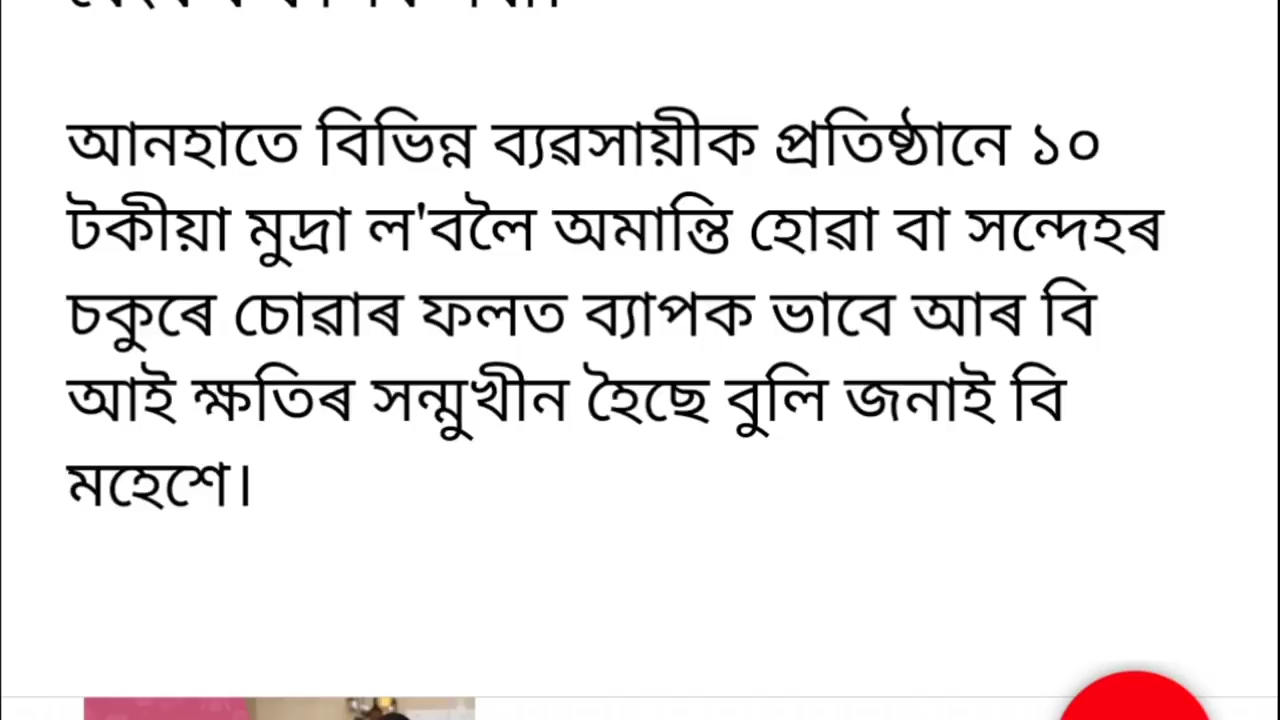 আনহাতে বিভিন্ন ব্যৱসায়ীক প্ৰতিষ্ঠানে ১০
টকীয়া মুদ্ৰা ল'বলৈ অমান্তি হোৱা বা সন্দেহৰ
চকুৰে চোৱাৰ ফলত ব্যাপক ভাবে আৰ বি
আই ক্ষতিৰ সন্মুখীন হৈছে বুলি জনাই বি
মহেশে।